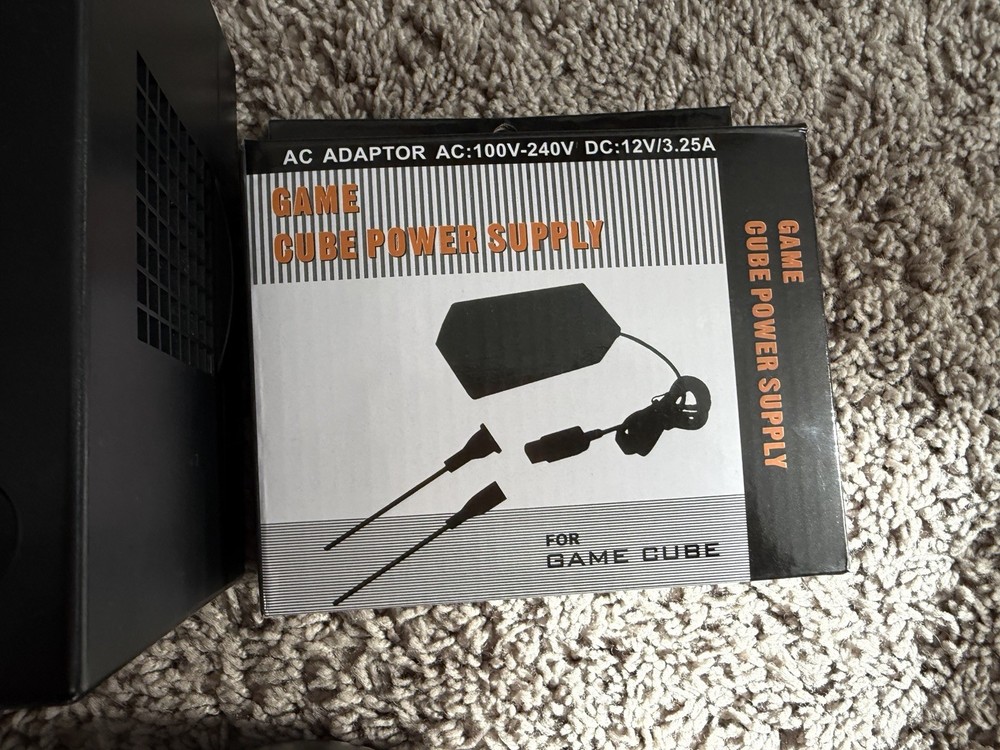 AC ADAPTOR AC:100V-240V DC:12V/3.25A
GAME
CUBE POWER SUPPLY
FOR
GAME CUBE
GAME
CUBE POWER SUPPLY